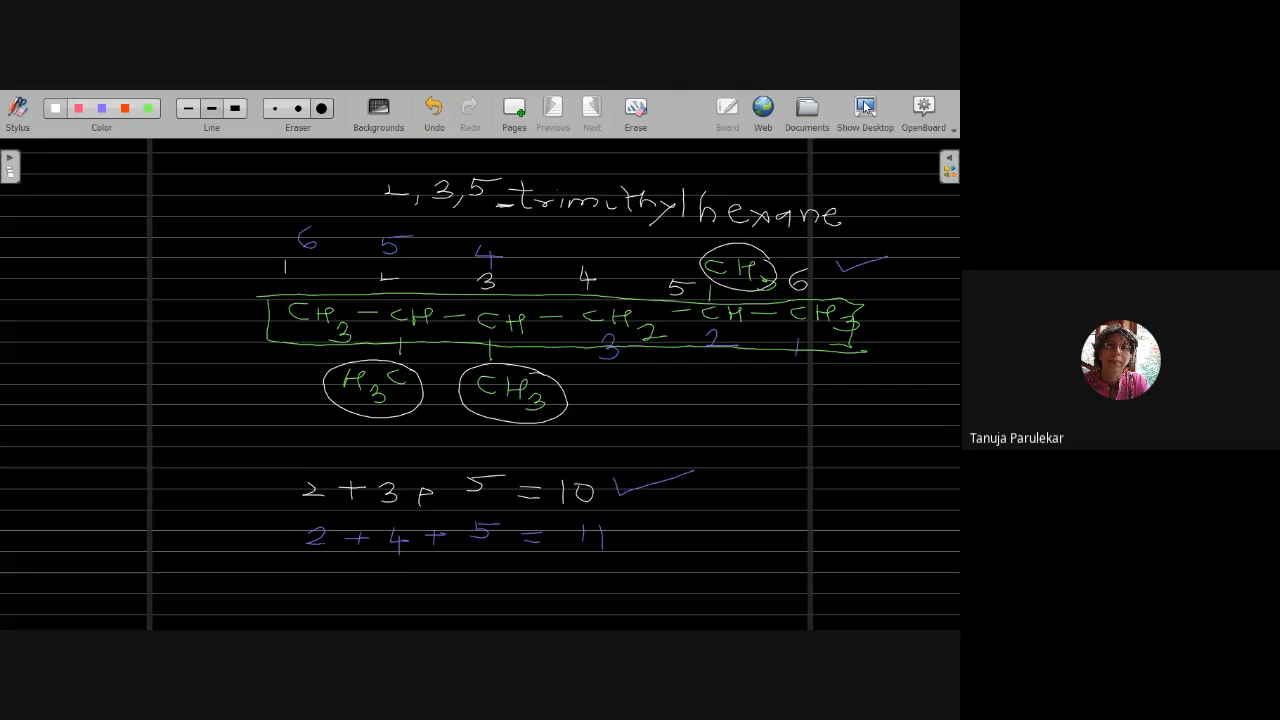 Stylus Color Line Eraser Backgrounds Undo Redo Pages Previous Next Erase Board Web Documents Show Desktop OpenBoard
2,3,5-trimithylhexane
6 5 4 CH3
1 2 3 4 5 6
CH3 - CH - CH - CH2 - CH - CH3
3 2 1
H3C CH3
Tanuja Parulekar
2 + 3 + 5 = 10
2 + 4 + 5 = 11